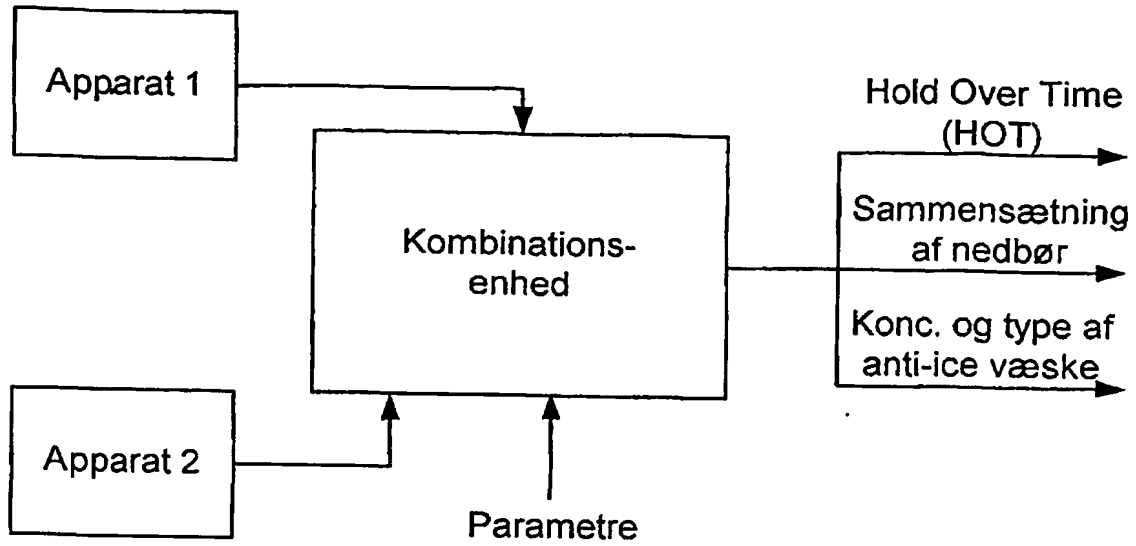 Apparat 1
Hold Over Time
(HOT)
Sammensætning
af nedbør
Kombinations-
enhed
Konc. og type af
anti-ice væske
Apparat 2
Parametre